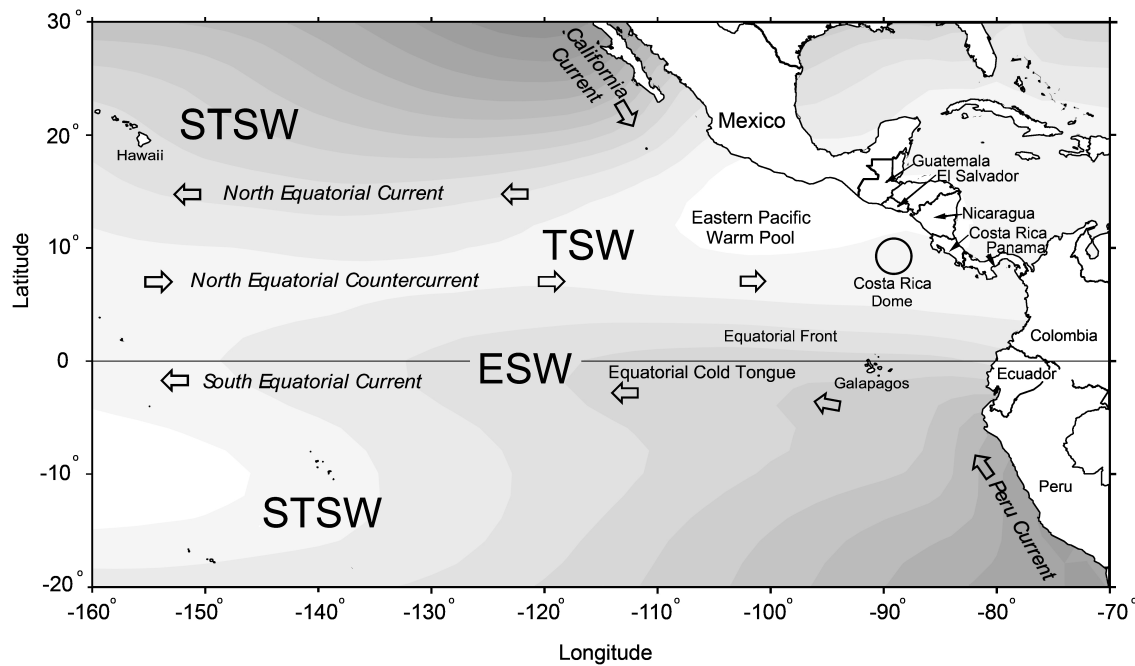 30°
20°
10°
0
-10°
-20°
Latitude
-160°
-150°
-140°
-130°
-120°
-110°
-100°
-90°
-80°
-70°
Longitude
STSW
Hawaii
California
Current
Mexico
Guatemala
El Salvador
Nicaragua
Costa Rica
Panama
North Equatorial Current
Eastern Pacific
Warm Pool
TSW
North Equatorial Countercurrent
Costa Rica
Dome
Equatorial Front
Colombia
ESW
Equatorial Cold Tongue
Ecuador
South Equatorial Current
Galapagos
STSW
Peru
Peru Current